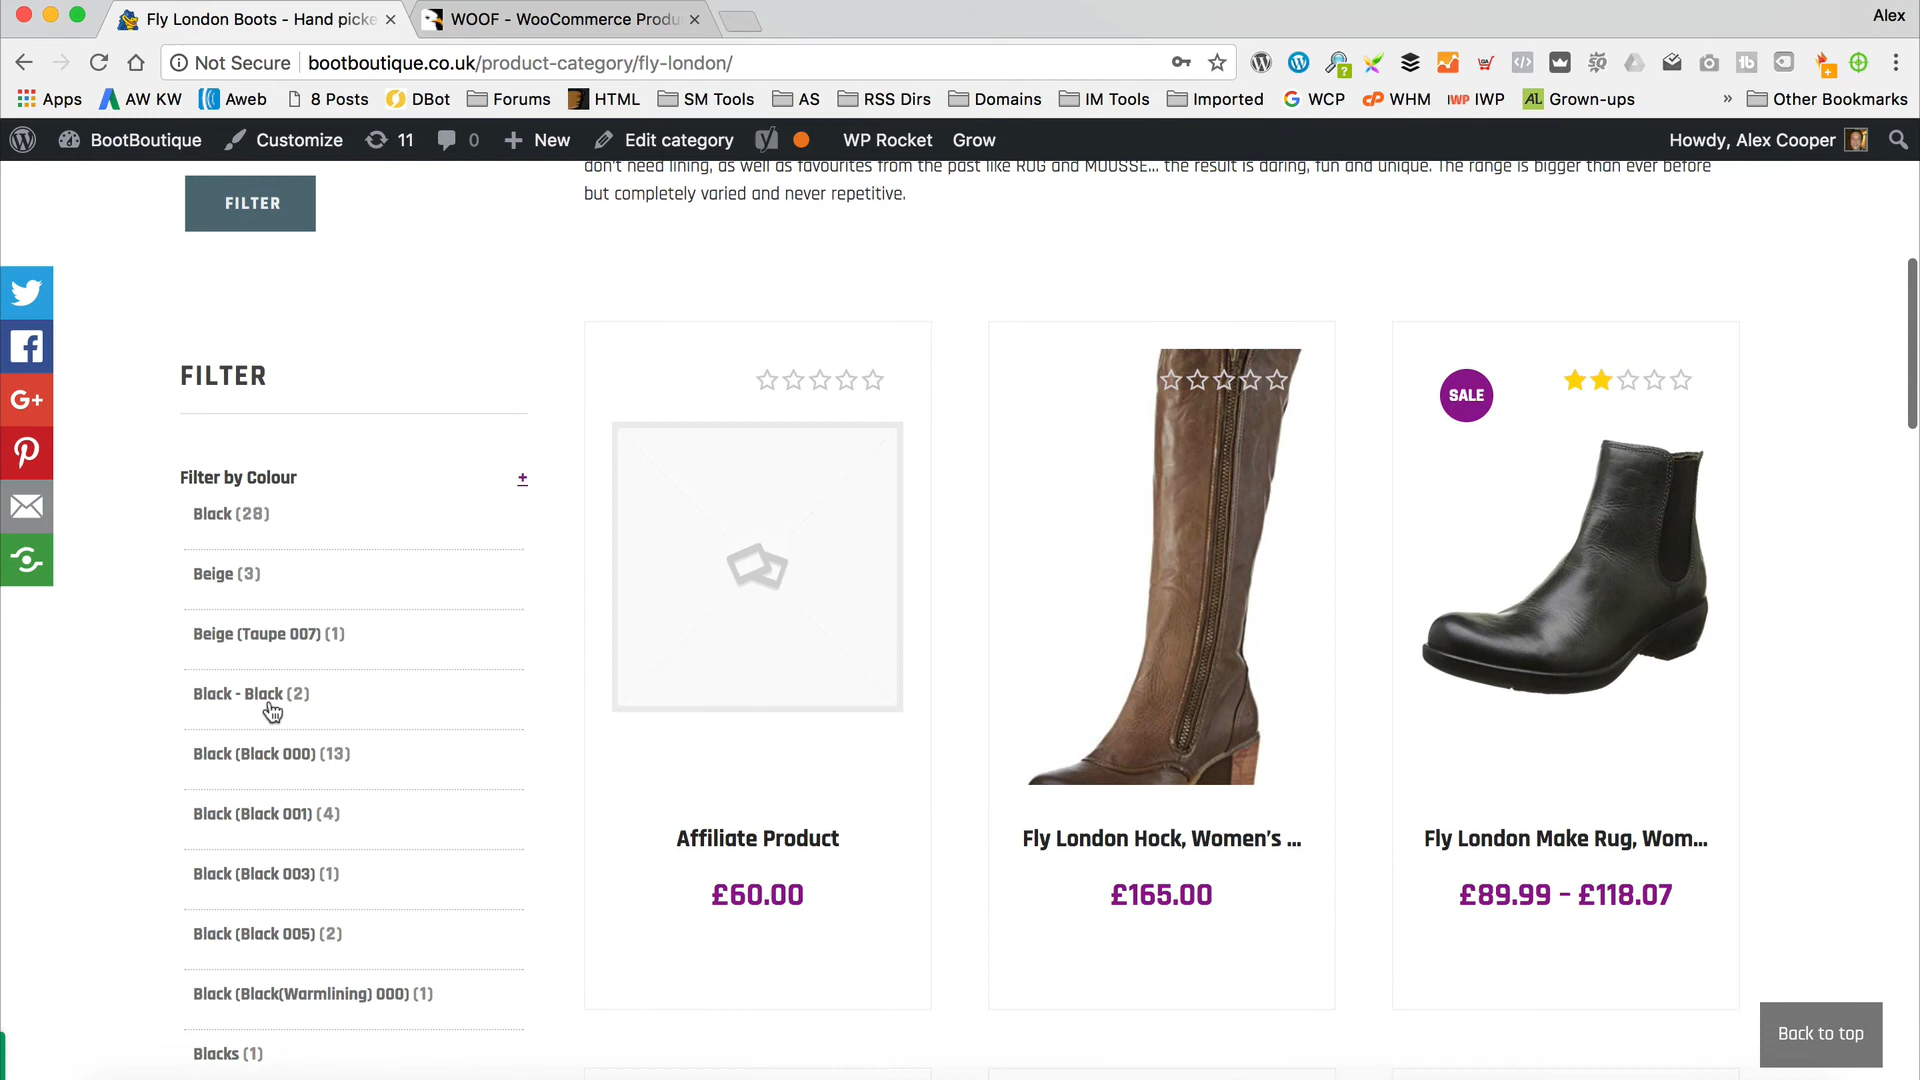 Fly London Boots - Hand picke
WOOF - WooCommerce Produ
Alex
Not Secure
bootboutique.co.uk/product-category/fly-london/
Apps
AW KW
Aweb
8 Posts
DBot
Forums
HTML
SM Tools
AS
RSS Dirs
Domains
IM Tools
Imported
WCP
WHM
IWP
Grown-ups
»
Other Bookmarks
BootBoutique
Customize
11
0
New
Edit category
WP Rocket
Grow
Howdy, Alex Cooper
don't need lining, as well as favourites from the past like RUG and MOUSSE... the result is daring, fun and unique. The range is bigger than ever before
but completely varied and never repetitive.
FILTER
FILTER
Filter by Colour
+
Black (28)
Beige (3)
Beige (Taupe 007) (1)
Black - Black (2)
Black (Black 000) (13)
Black (Black 001) (4)
Black (Black 003) (1)
Black (Black 005) (2)
Black (Black(Warmlining) 000) (1)
Blacks (1)
SALE
Affiliate Product
£60.00
Fly London Hock, Women's ...
£165.00
Fly London Make Rug, Wom...
£89.99 – £118.07
Back to top